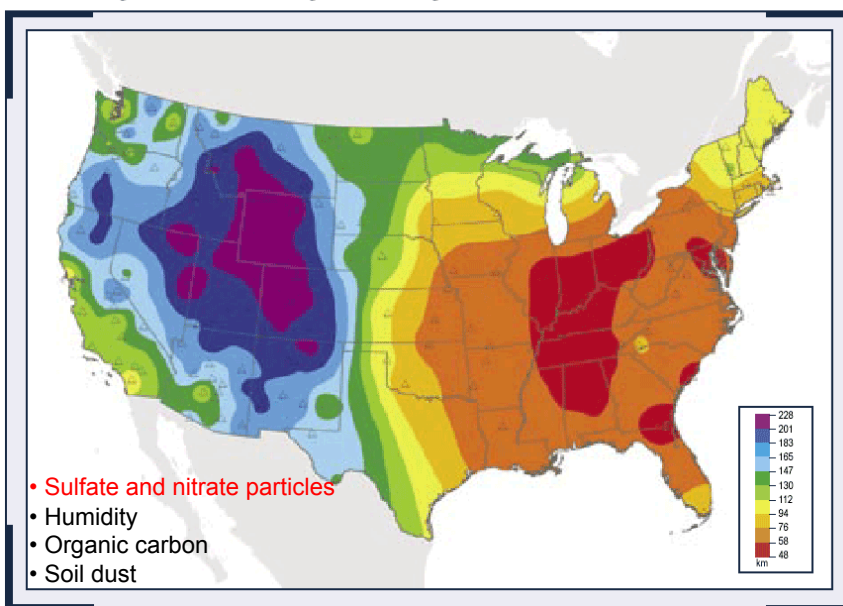 • Sulfate and nitrate particles
• Humidity
• Organic carbon
• Soil dust
228
201
183
165
147
130
112
94
76
58
48
km